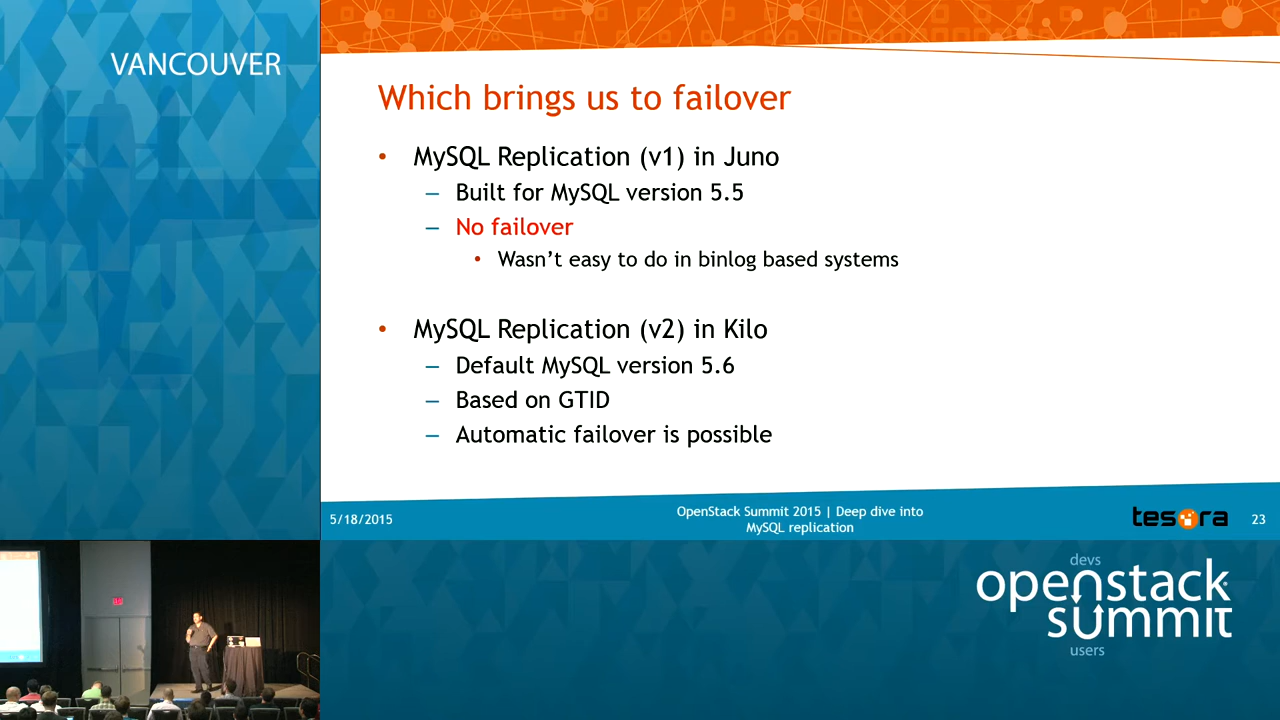 VANCOUVER
Which brings us to failover
• MySQL Replication (v1) in Juno
– Built for MySQL version 5.5
– No failover
• Wasn't easy to do in binlog based systems
• MySQL Replication (v2) in Kilo
– Default MySQL version 5.6
– Based on GTID
– Automatic failover is possible
5/18/2015
OpenStack Summit 2015 | Deep dive into
MySQL replication
tesora
23
devs
openstack
summit
users